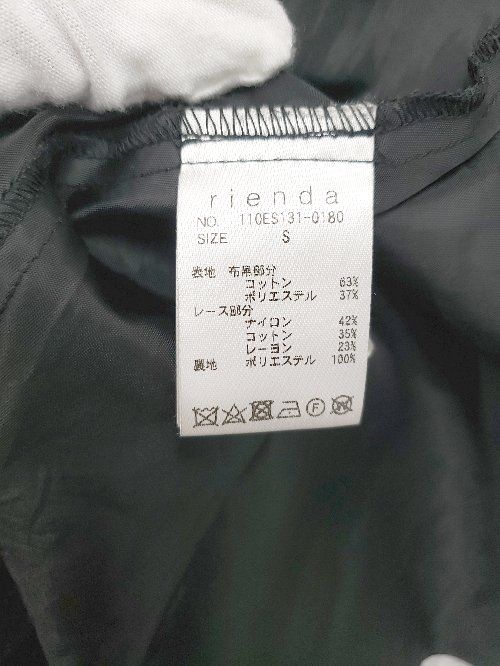 rienda
NO. 110ES131-0180
SIZE S
表地 布帛部分
コットン 63%
ポリエステル 37%
レース部分
ナイロン 42%
コットン 35%
レーヨン 23%
裏地 ポリエステル 100%